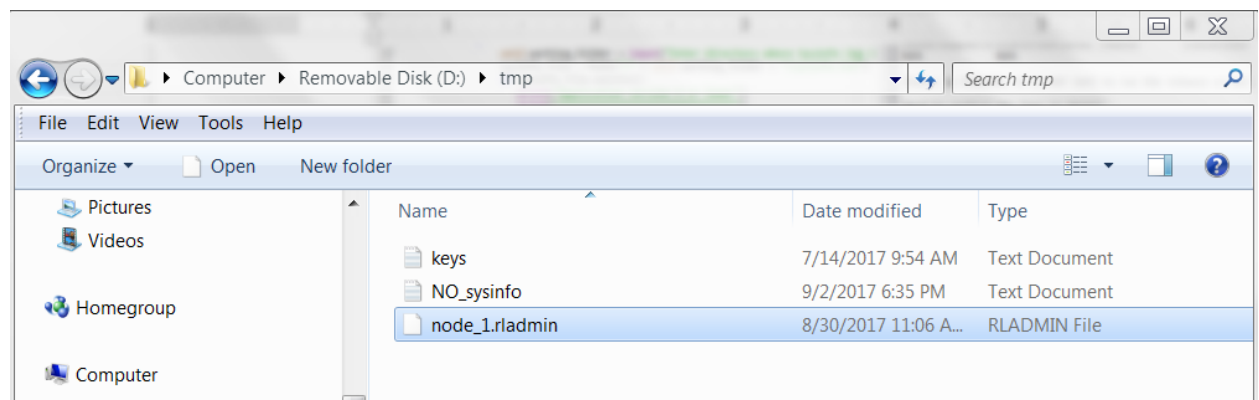 Computer Removable Disk (D:) tmp Search tmp
File Edit View Tools Help
Organize Open New folder
Pictures Name Date modified Type
Videos
keys 7/14/2017 9:54 AM Text Document
NO_sysinfo 9/2/2017 6:35 PM Text Document
Homegroup
node_1.rladmin 8/30/2017 11:06 A... RLADMIN File
Computer